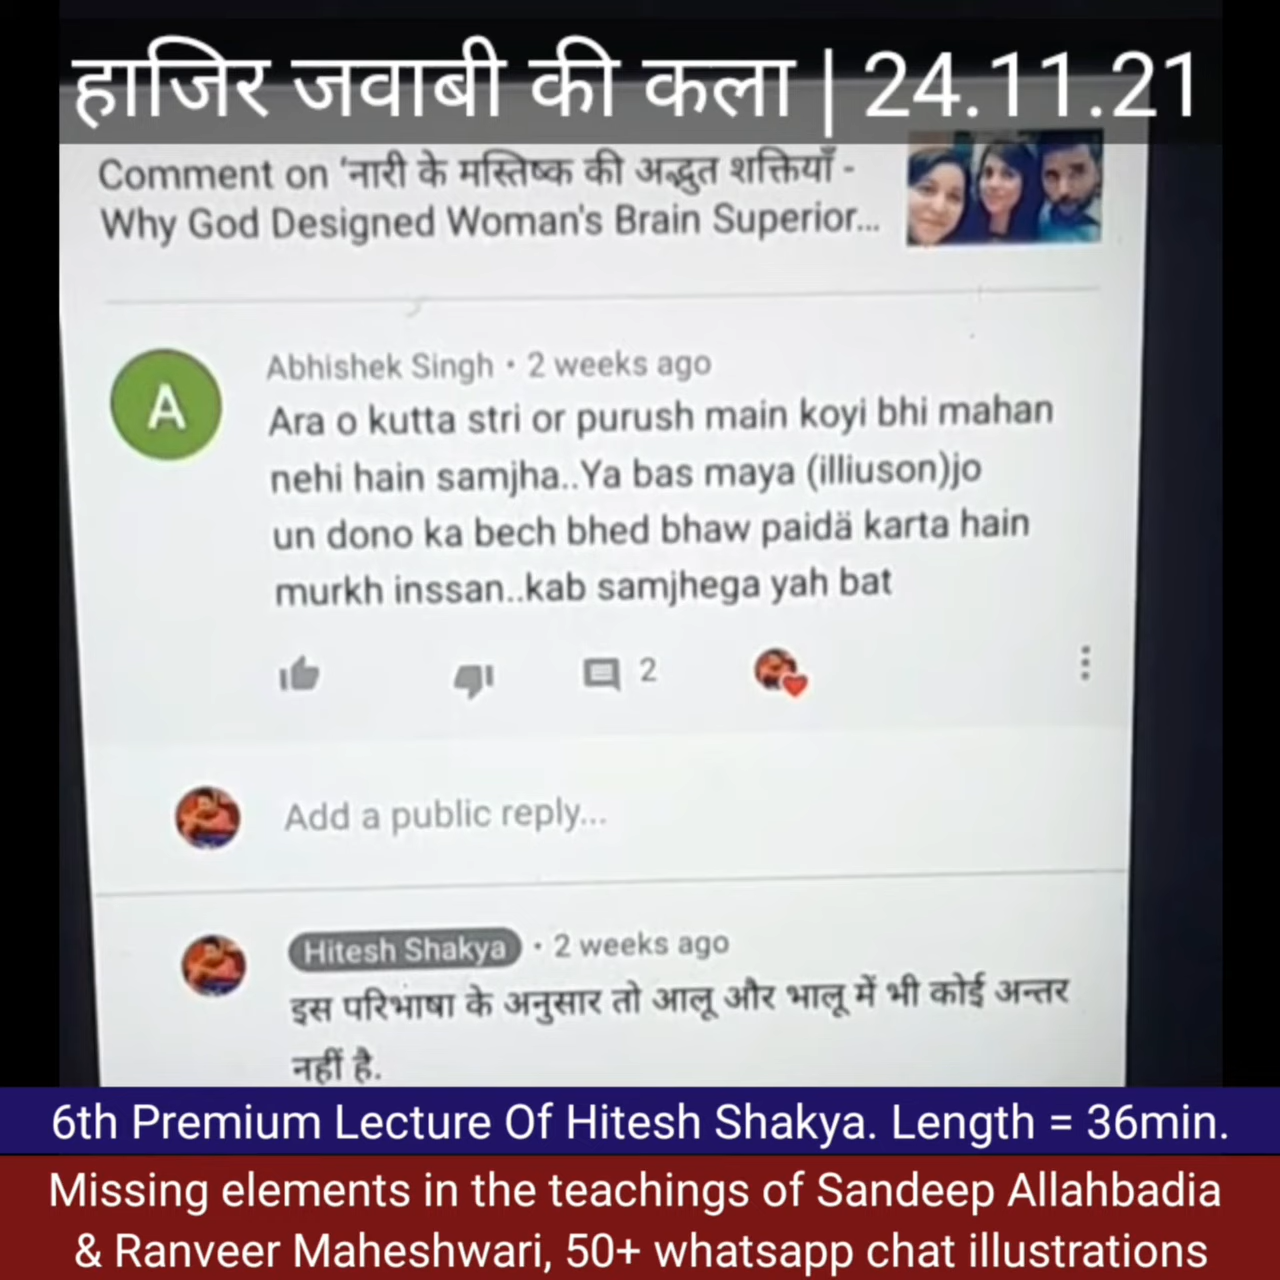 हाजिर जवाबी की कला | 24.11.21
Comment on 'नारी के मस्तिष्क की अद्भुत शक्तियाँ -
Why God Designed Woman's Brain Superior...
A
Abhishek Singh • 2 weeks ago
Ara o kutta stri or purush main koyi bhi mahan
nehi hain samjha..Ya bas maya (illiuson)jo
un dono ka bech bhed bhaw paidä karta hain
murkh inssan..kab samjhega yah bat
2
Add a public reply...
Hitesh Shakya • 2 weeks ago
इस परिभाषा के अनुसार तो आलू और भालू में भी कोई अन्तर
नहीं है.
6th Premium Lecture Of Hitesh Shakya. Length = 36min.
Missing elements in the teachings of Sandeep Allahbadia
& Ranveer Maheshwari, 50+ whatsapp chat illustrations